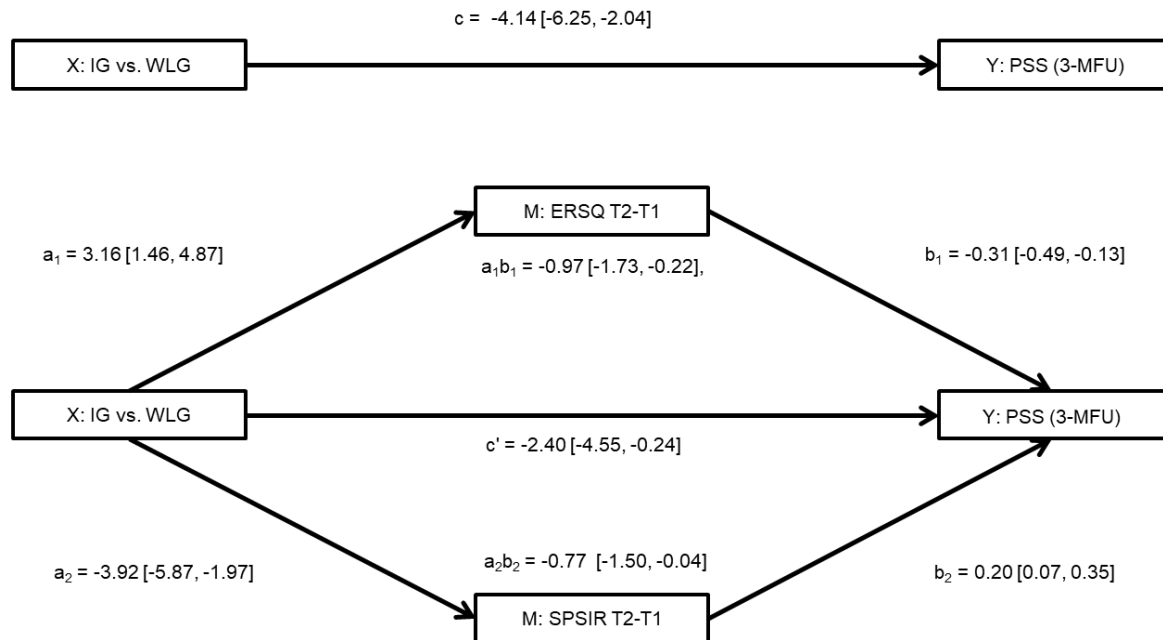 c = -4.14 [-6.25, -2.04]
X: IG vs. WLG
Y: PSS (3-MFU)
M: ERSQ T2-T1
a₁ = 3.16 [1.46, 4.87]
a₁b₁ = -0.97 [-1.73, -0.22],
b₁ = -0.31 [-0.49, -0.13]
X: IG vs. WLG
Y: PSS (3-MFU)
c' = -2.40 [-4.55, -0.24]
a₂ = -3.92 [-5.87, -1.97]
a₂b₂ = -0.77 [-1.50, -0.04]
b₂ = 0.20 [0.07, 0.35]
M: SPSIR T2-T1